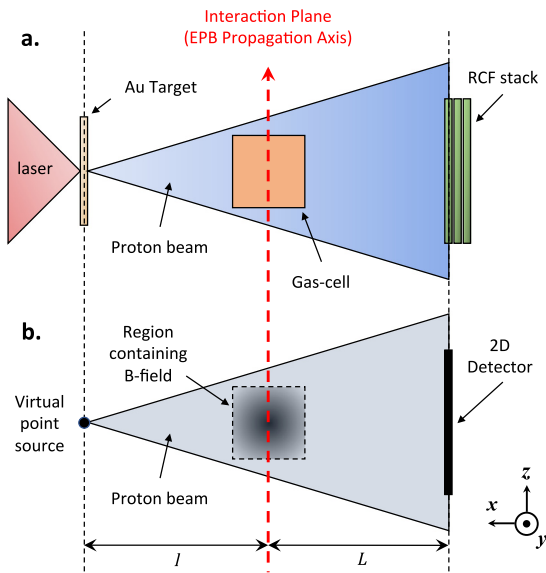 Interaction Plane
(EPB Propagation Axis)
a.
Au Target
RCF stack
laser
Proton beam
Gas-cell
b.
Region
containing
B-field
2D
Detector
Virtual
point
source
Proton beam
z
x
y
l
L